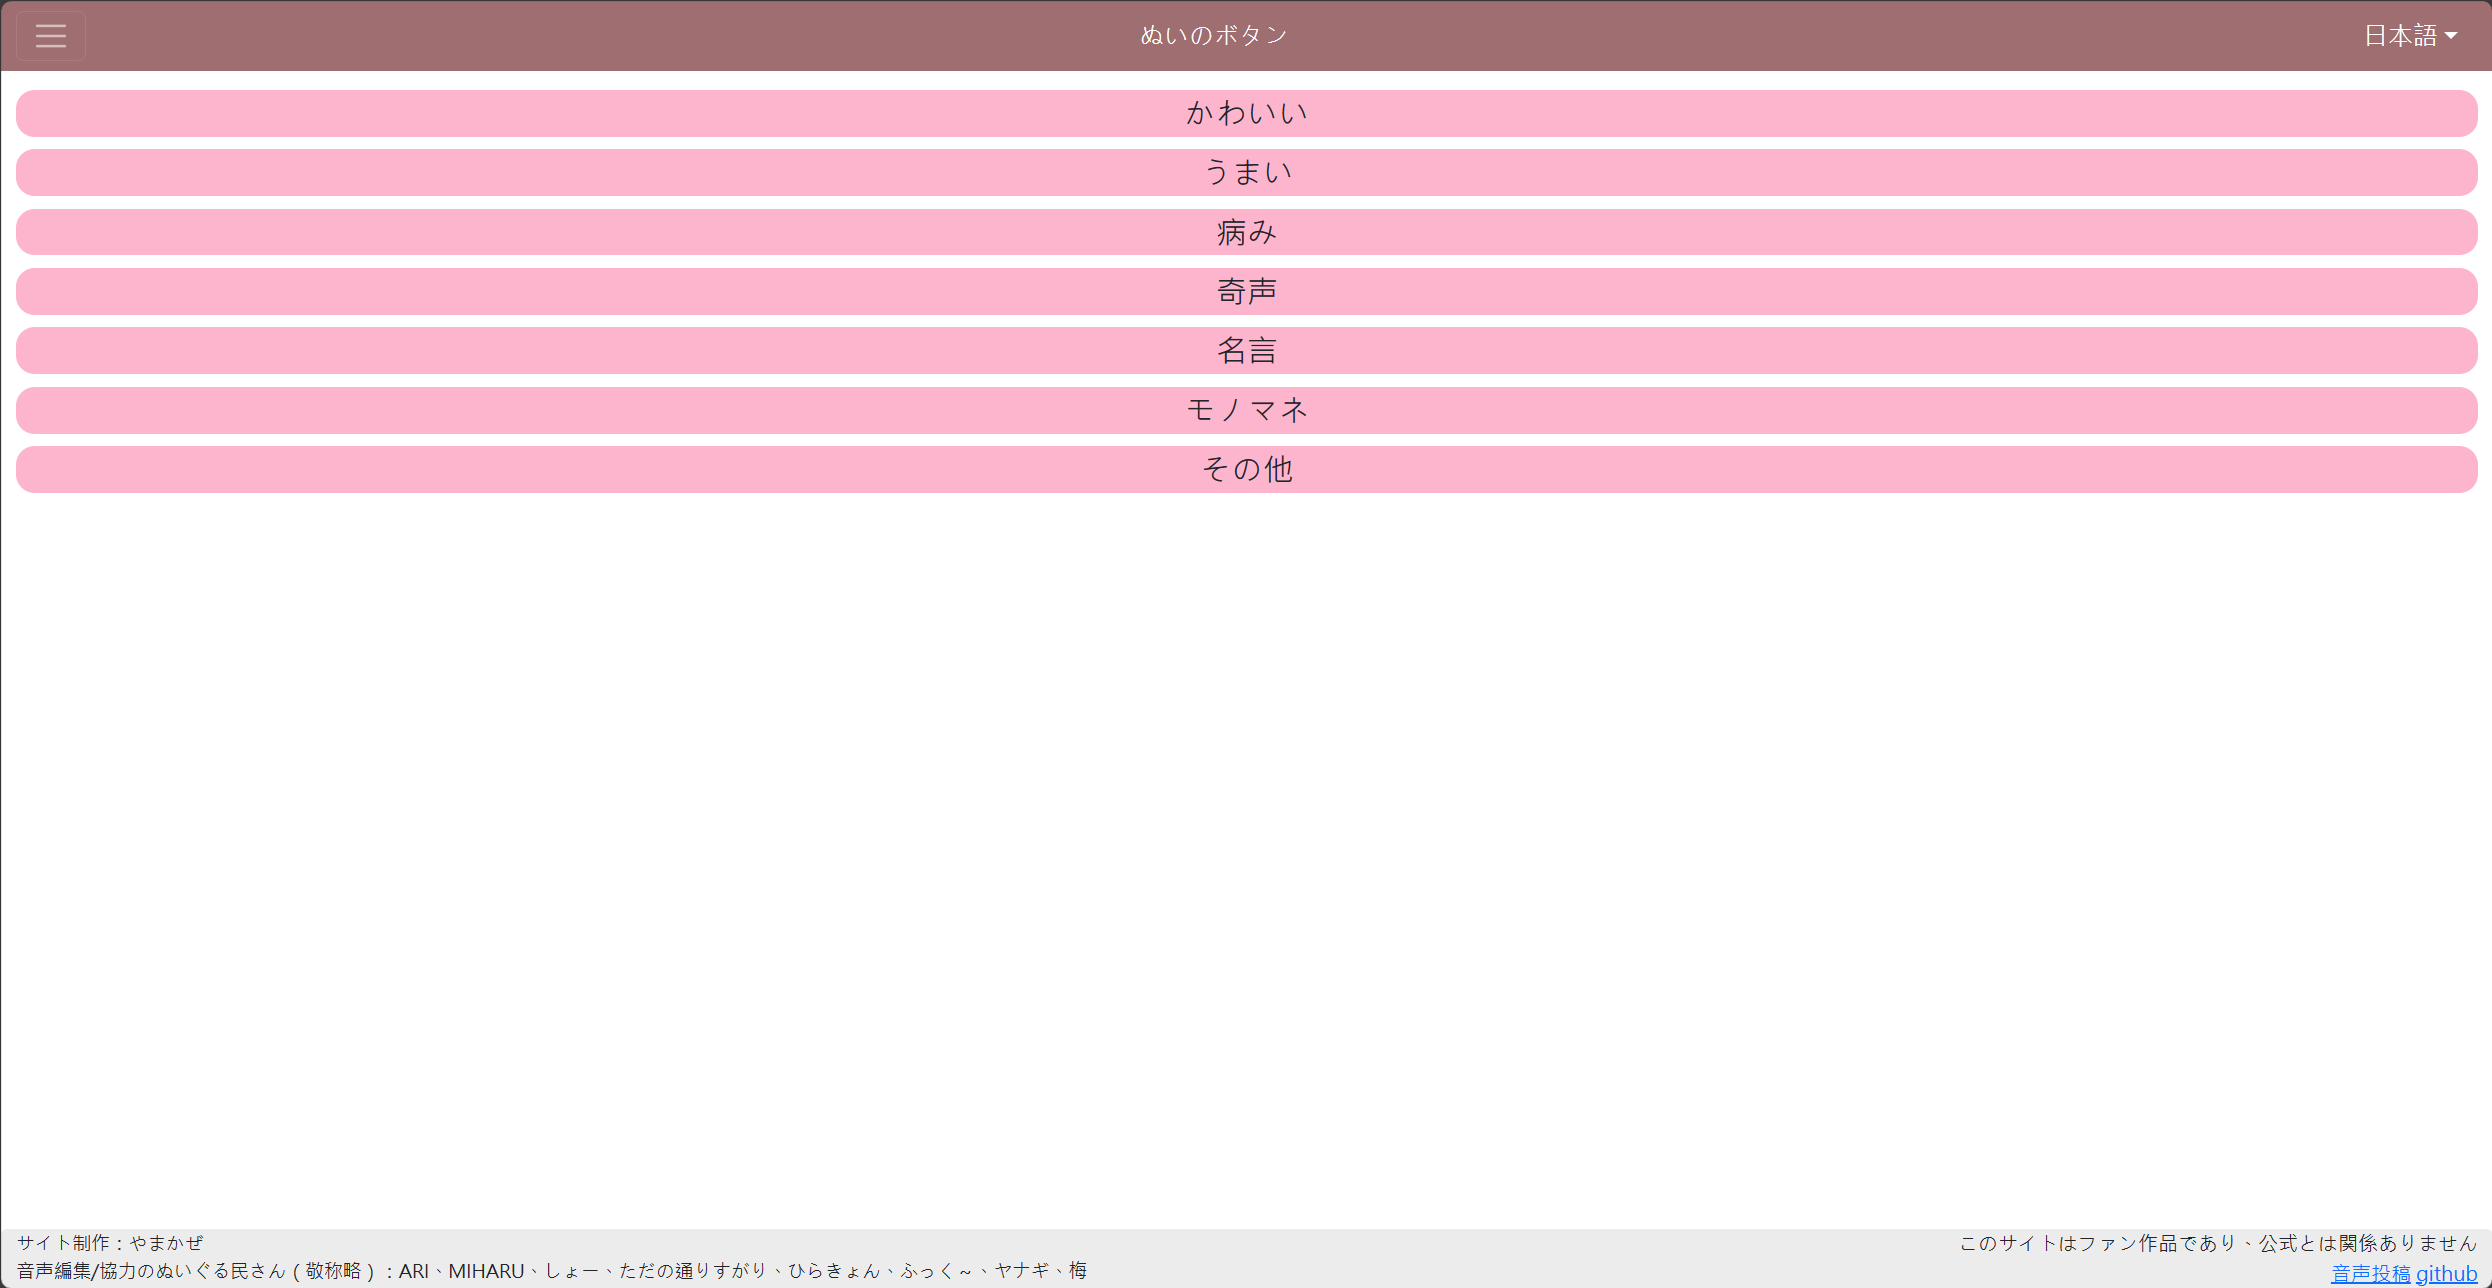 ぬいのボタン
日本語
かわいい
うまい
病み
奇声
名言
モノマネ
その他
サイト制作：やまかぜ
音声編集/協力のぬいぐる民さん（敬称略）：ARI、MIHARU、しょー、ただの通りすがり、ひらきょん、ふっく～、ヤナギ、梅
このサイトはファン作品であり、公式とは関係ありません
音声投稿 github